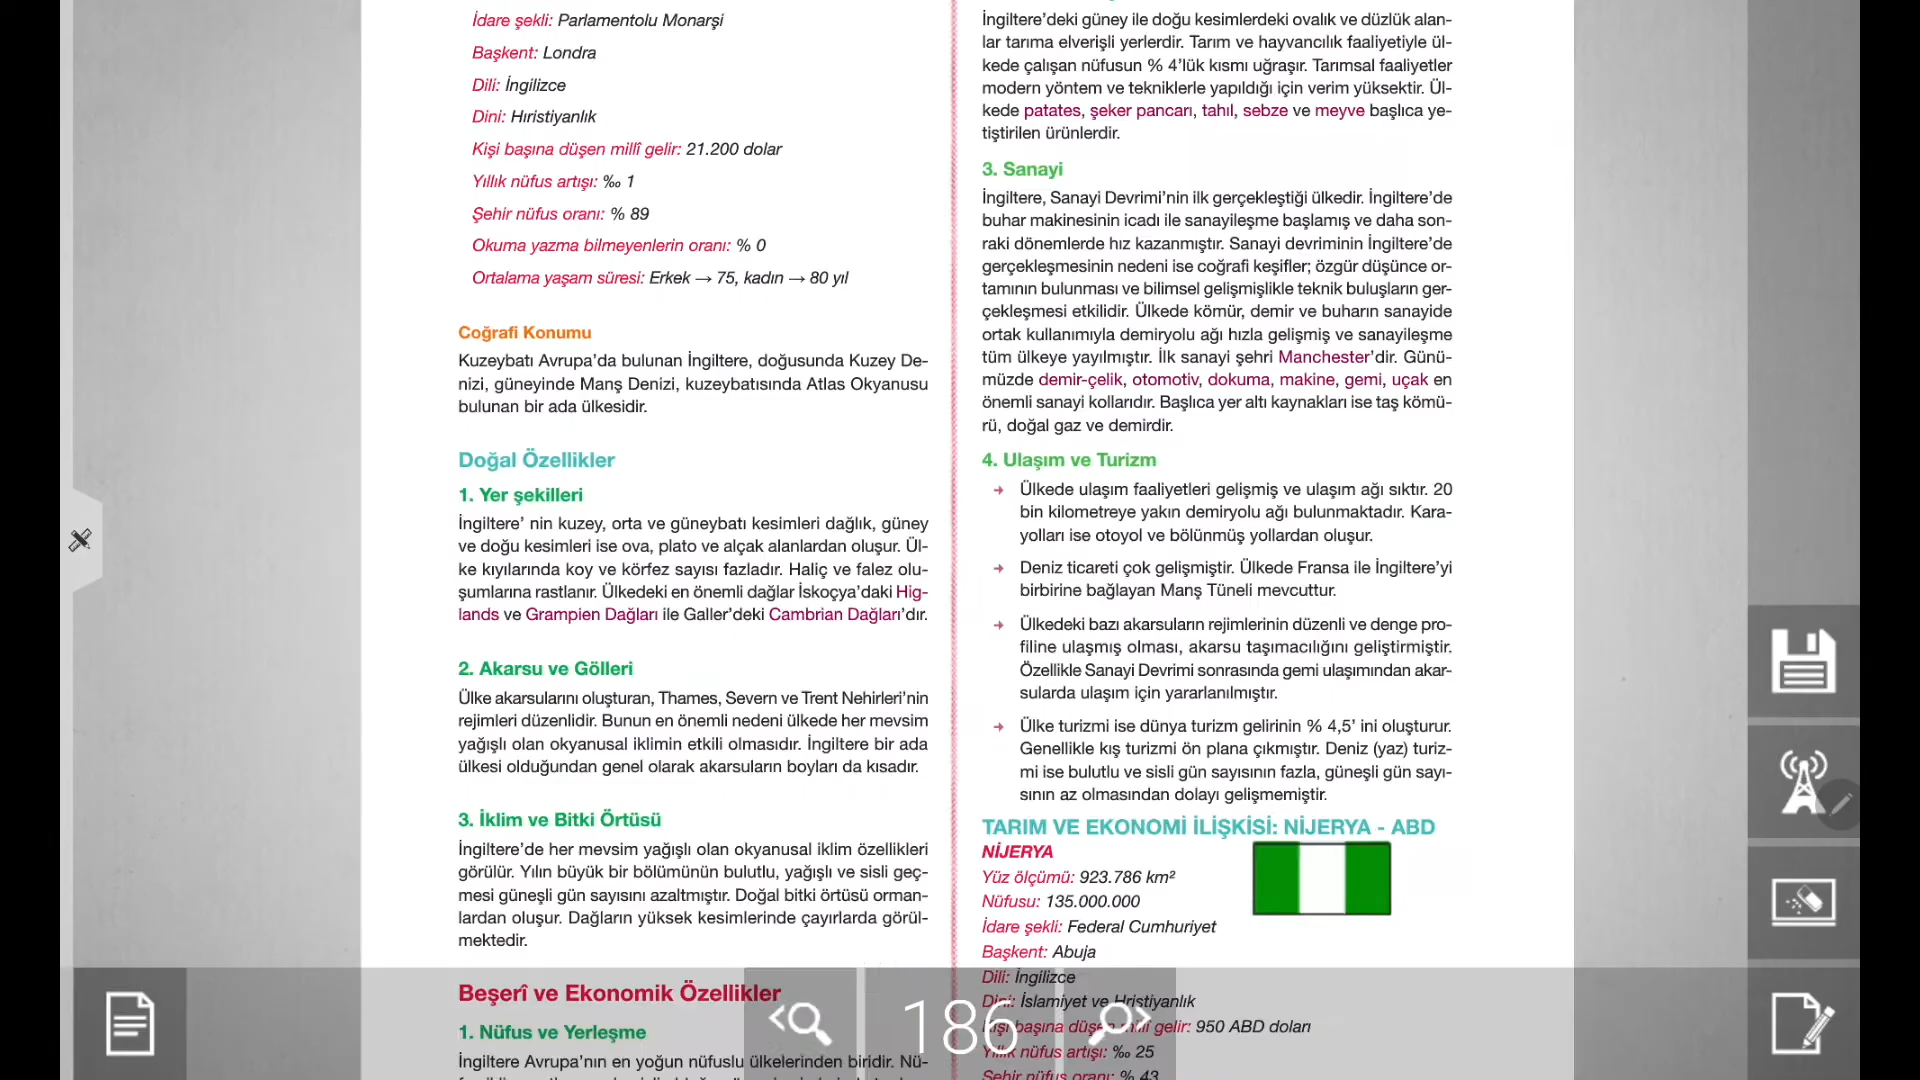 İdare şekli: Parlamentolu Monarşi
Başkent: Londra
Dili: İngilizce
Dini: Hıristiyanlık
Kişi başına düşen millî gelir: 21.200 dolar
Yıllık nüfus artışı: ‰ 1
Şehir nüfus oranı: % 89
Okuma yazma bilmeyenlerin oranı: % 0
Ortalama yaşam süresi: Erkek → 75, kadın → 80 yıl
Coğrafi Konumu
Kuzeybatı Avrupa'da bulunan İngiltere, doğusunda Kuzey De-
nizi, güneyinde Manş Denizi, kuzeybatısında Atlas Okyanusu
bulunan bir ada ülkesidir.
Doğal Özellikler
1. Yer şekilleri
İngiltere' nin kuzey, orta ve güneybatı kesimleri dağlık, güney
ve doğu kesimleri ise ova, plato ve alçak alanlardan oluşur. Ül-
ke kıyılarında koy ve körfez sayısı fazladır. Haliç ve falez olu-
şumlarına rastlanır. Ülkedeki en önemli dağlar İskoçya'daki Hig-
lands ve Grampien Dağları ile Galler'deki Cambrian Dağları'dır.
2. Akarsu ve Gölleri
Ülke akarsularını oluşturan, Thames, Severn ve Trent Nehirleri'nin
rejimleri düzenlidir. Bunun en önemli nedeni ülkede her mevsim
yağışlı olan okyanusal iklimin etkili olmasıdır. İngiltere bir ada
ülkesi olduğundan genel olarak akarsuların boyları da kısadır.
3. İklim ve Bitki Örtüsü
İngiltere'de her mevsim yağışlı olan okyanusal iklim özellikleri
görülür. Yılın büyük bir bölümünün bulutlu, yağışlı ve sisli geç-
mesi güneşli gün sayısını azaltmıştır. Doğal bitki örtüsü orman-
lardan oluşur. Dağların yüksek kesimlerinde çayırlarda görül-
mektedir.
Beşerî ve Ekonomik Özellikler
1. Nüfus ve Yerleşme
İngiltere Avrupa'nın en yoğun nüfuslu ülkelerinden biridir. Nü-
İngiltere'deki güney ile doğu kesimlerdeki ovalık ve düzlük alan-
lar tarıma elverişli yerlerdir. Tarım ve hayvancılık faaliyetiyle ül-
kede çalışan nüfusun % 4'lük kısmı uğraşır. Tarımsal faaliyetler
modern yöntem ve tekniklerle yapıldığı için verim yüksektir. Ül-
kede patates, şeker pancarı, tahıl, sebze ve meyve başlıca ye-
tiştirilen ürünlerdir.
3. Sanayi
İngiltere, Sanayi Devrimi'nin ilk gerçekleştiği ülkedir. İngiltere'de
buhar makinesinin icadı ile sanayileşme başlamış ve daha son-
raki dönemlerde hız kazanmıştır. Sanayi devriminin İngiltere'de
gerçekleşmesinin nedeni ise coğrafi keşifler; özgür düşünce or-
tamının bulunması ve bilimsel gelişmişlikle teknik buluşların ger-
çekleşmesi etkilidir. Ülkede kömür, demir ve buharın sanayide
ortak kullanımıyla demiryolu ağı hızla gelişmiş ve sanayileşme
tüm ülkeye yayılmıştır. İlk sanayi şehri Manchester'dir. Günü-
müzde demir-çelik, otomotiv, dokuma, makine, gemi, uçak en
önemli sanayi kollarıdır. Başlıca yer altı kaynakları ise taş kömü-
rü, doğal gaz ve demirdir.
4. Ulaşım ve Turizm
Ülkede ulaşım faaliyetleri gelişmiş ve ulaşım ağı sıktır. 20
bin kilometreye yakın demiryolu ağı bulunmaktadır. Kara-
yolları ise otoyol ve bölünmüş yollardan oluşur.
Deniz ticareti çok gelişmiştir. Ülkede Fransa ile İngiltere'yi
birbirine bağlayan Manş Tüneli mevcuttur.
Ülkedeki bazı akarsuların rejimlerinin düzenli ve denge pro-
filine ulaşmış olması, akarsu taşımacılığını geliştirmiştir.
Özellikle Sanayi Devrimi sonrasında gemi ulaşımından akar-
sularda ulaşım için yararlanılmıştır.
Ülke turizmi ise dünya turizm gelirinin % 4,5' ini oluşturur.
Genellikle kış turizmi ön plana çıkmıştır. Deniz (yaz) turiz-
mi ise bulutlu ve sisli gün sayısının fazla, güneşli gün sayı-
sının az olmasından dolayı gelişmemiştir.
TARIM VE EKONOMİ İLİŞKİSİ: NİJERYA - ABD
NİJERYA
Yüz ölçümü: 923.786 km²
Nüfusu: 135.000.000
İdare şekli: Federal Cumhuriyet
Başkent: Abuja
Dili: İngilizce
Dini: İslamiyet ve Hristiyanlık
Kişi başına düşen millî gelir: 950 ABD doları
Yıllık nüfus artışı: ‰ 25
Şehir nüfus oranı: % 43
186